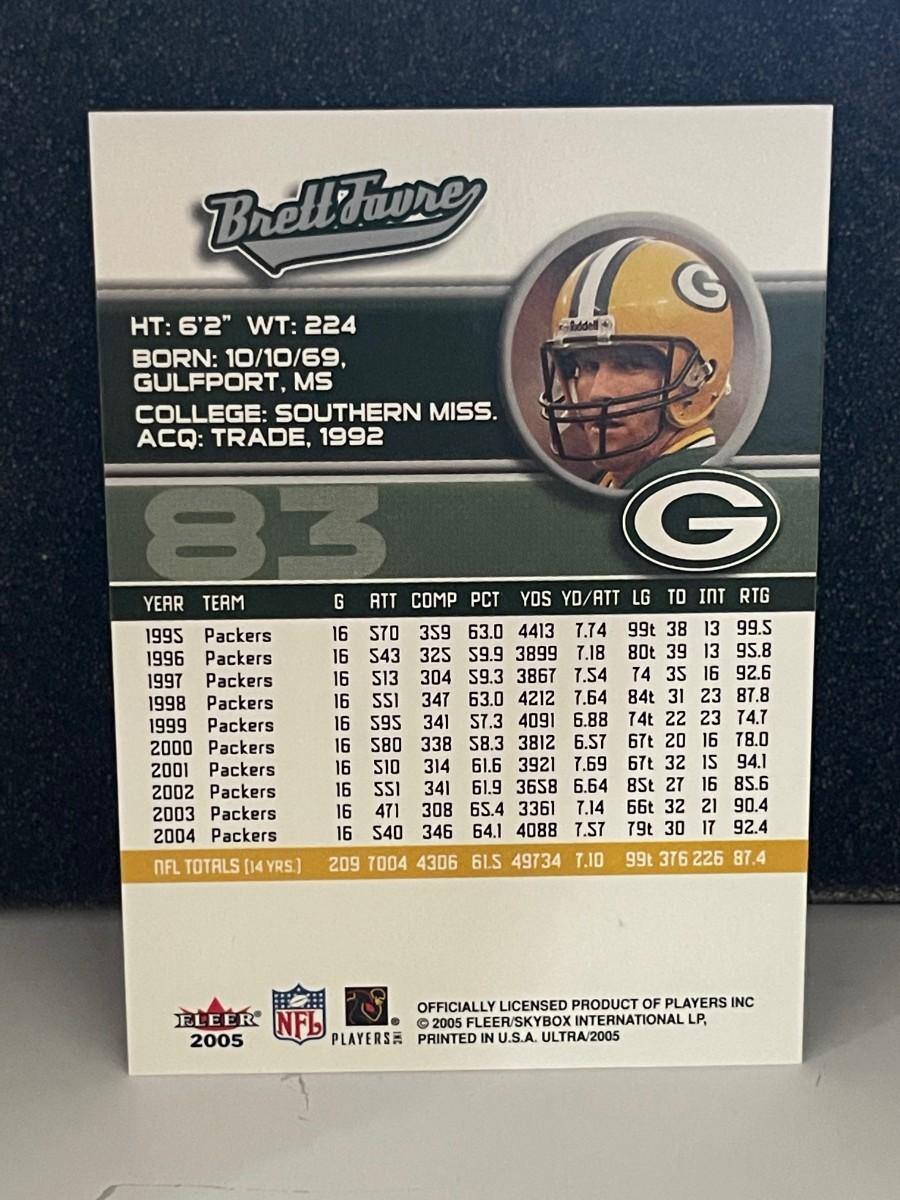 Brett Favre
HT: 6'2" WT: 224
BORN: 10/10/69,
GULFPORT, MS
COLLEGE: SOUTHERN MISS.
ACQ: TRADE, 1992
Riddell
G
G
83
YEAR TEAM G ATT COMP PCT YDS YD/ATT LG TD INT RTG
1995 Packers 16 570 359 63.0 4413 7.74 99t 38 13 99.5
1996 Packers 16 543 325 59.9 3899 7.18 80t 39 13 95.8
1997 Packers 16 513 304 59.3 3867 7.54 74 35 16 92.6
1998 Packers 16 551 347 63.0 4212 7.64 84t 31 23 87.8
1999 Packers 16 595 341 57.3 4091 6.88 74t 22 23 74.7
2000 Packers 16 580 338 58.3 3812 6.57 67t 20 16 78.0
2001 Packers 16 510 314 61.6 3921 7.69 67t 32 15 94.1
2002 Packers 16 551 341 61.9 3658 6.64 85t 27 16 85.6
2003 Packers 16 471 308 65.4 3361 7.14 66t 32 21 90.4
2004 Packers 16 540 346 64.1 4088 7.57 79t 30 17 92.4
NFL TOTALS (14 YRS.) 209 7004 4306 61.5 49734 7.10 99t 376 226 87.4
FLEER®
2005
NFL
PLAYERS INC ®
OFFICIALLY LICENSED PRODUCT OF PLAYERS INC
© 2005 FLEER/SKYBOX INTERNATIONAL LP,
PRINTED IN U.S.A. ULTRA/2005